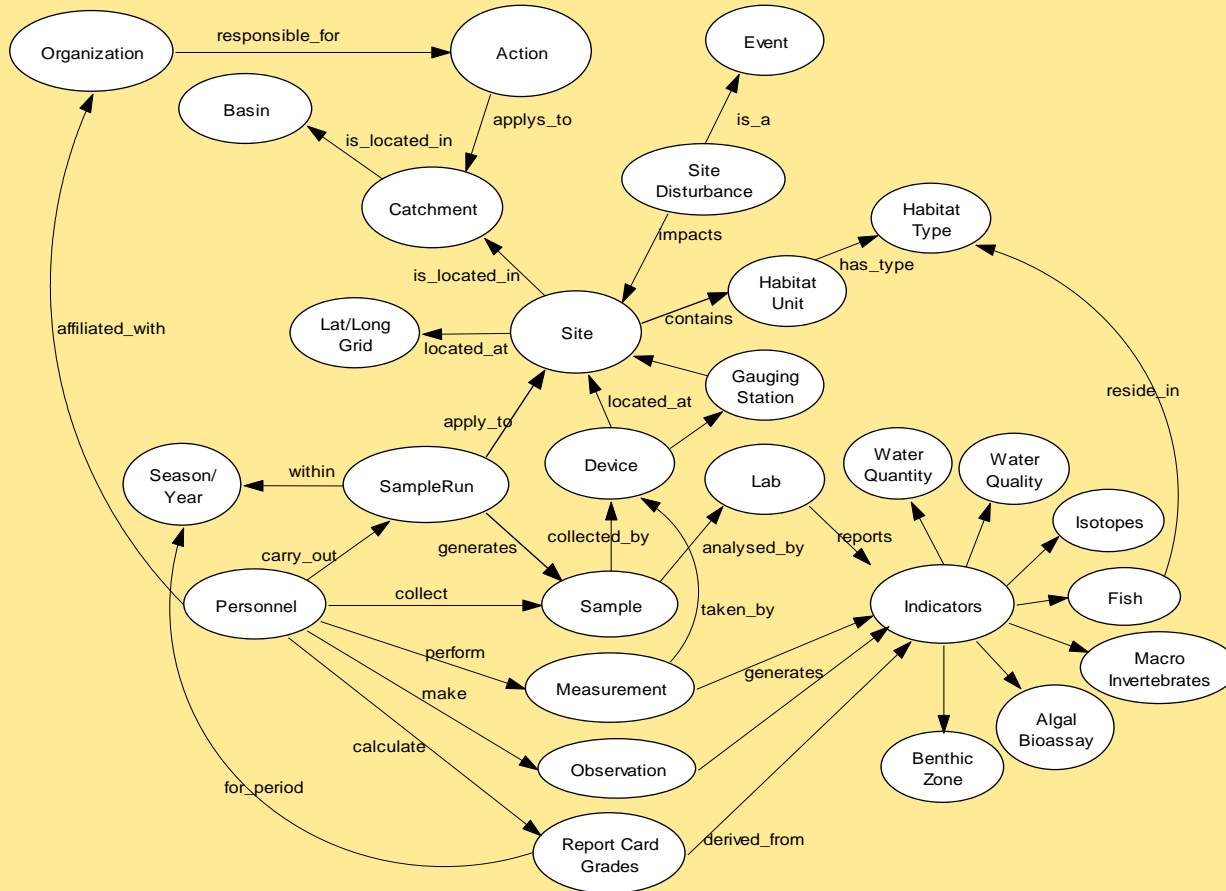 responsible_for
Event
Organization
Action
Basin
applys_to
is_located_in
is_a
Site
Disturbance
Catchment
Habitat
Type
impacts
has_type
is_located_in
Habitat
Unit
contains
affiliated_with
Lat/Long
Grid
located_at
Site
Gauging
Station
reside_in
located_at
apply_to
Water
Quantity
Water
Quality
Season/
Year
within
SampleRun
Device
Lab
Isotopes
generates
collected_by
analysed_by
reports
carry_out
collect
Personnel
Sample
taken_by
Indicators
Fish
perform
Measurement
generates
Macro
Invertebrates
make
calculate
Observation
Algal
Bioassay
Benthic
Zone
for_period
Report Card
Grades
derived_from